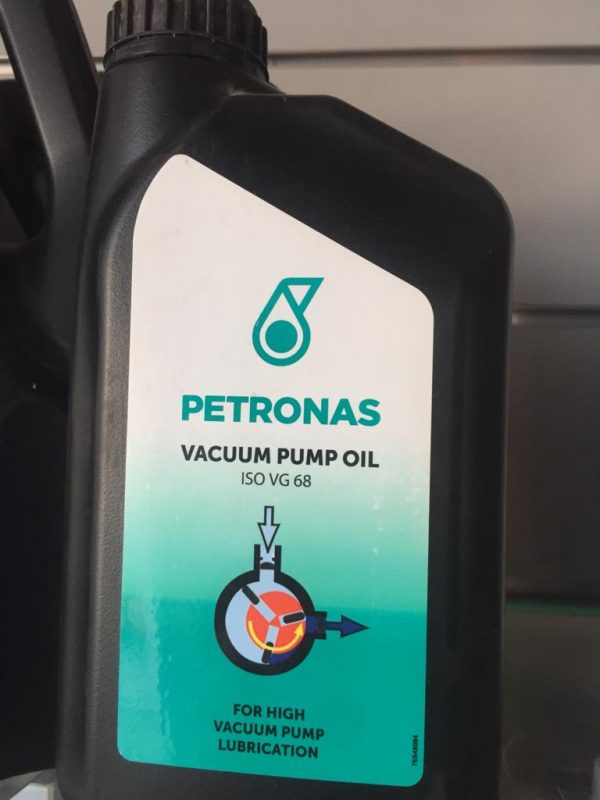 PETRONAS
VACUUM PUMP OIL
ISO VG 68
FOR HIGH
VACUUM PUMP
LUBRICATION